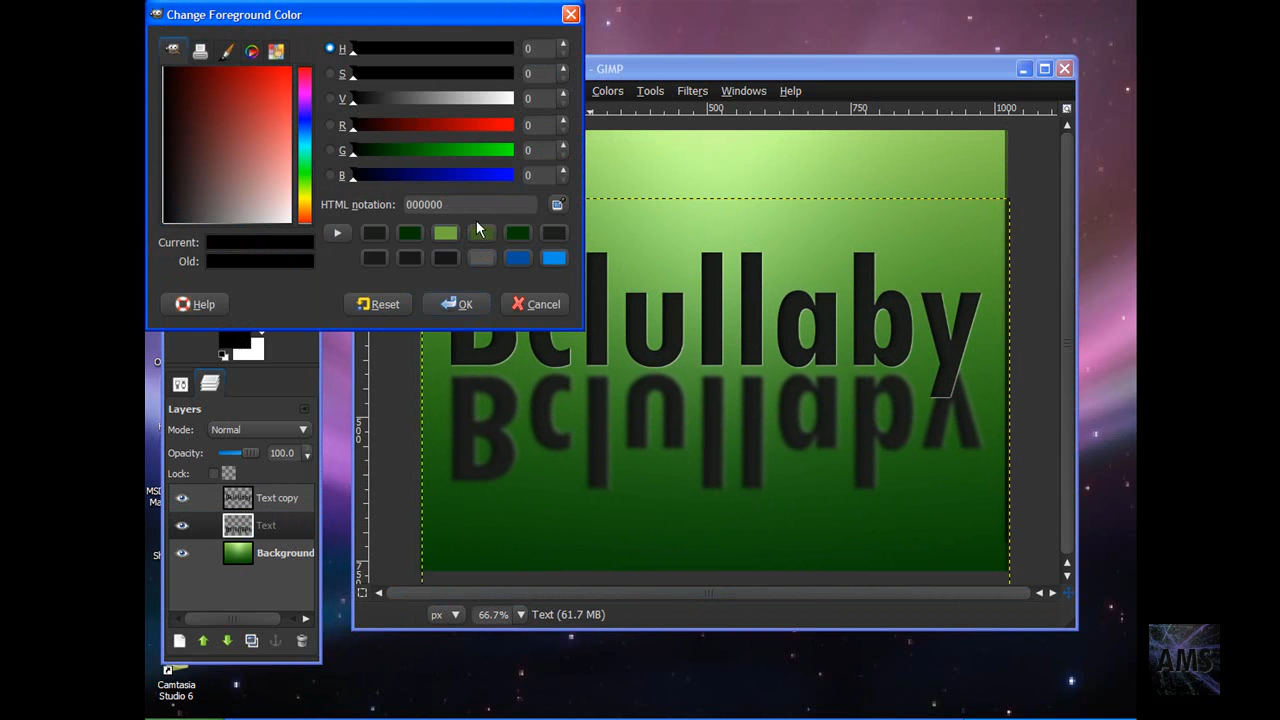 Change Foreground Color
H 0
S 0
V 0
R 0
G 0
B 0
HTML notation: 000000
Current:
Old:
Help Reset OK Cancel
- GIMP
Colors Tools Filters Windows Help
500 750 1000
500
Bclullaby
Bclullaby
Layers
Mode: Normal
Opacity: 100.0
Lock:
Text copy
Text
Background
px 66.7% Text (61.7 MB)
Camtasia
Studio 6
AMS